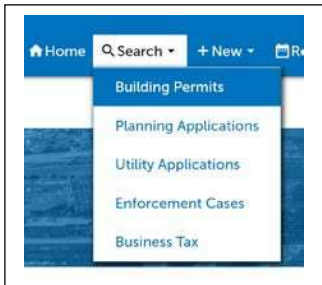 Home Search + New R
Building Permits
Planning Applications
Utility Applications
Enforcement Cases
Business Tax